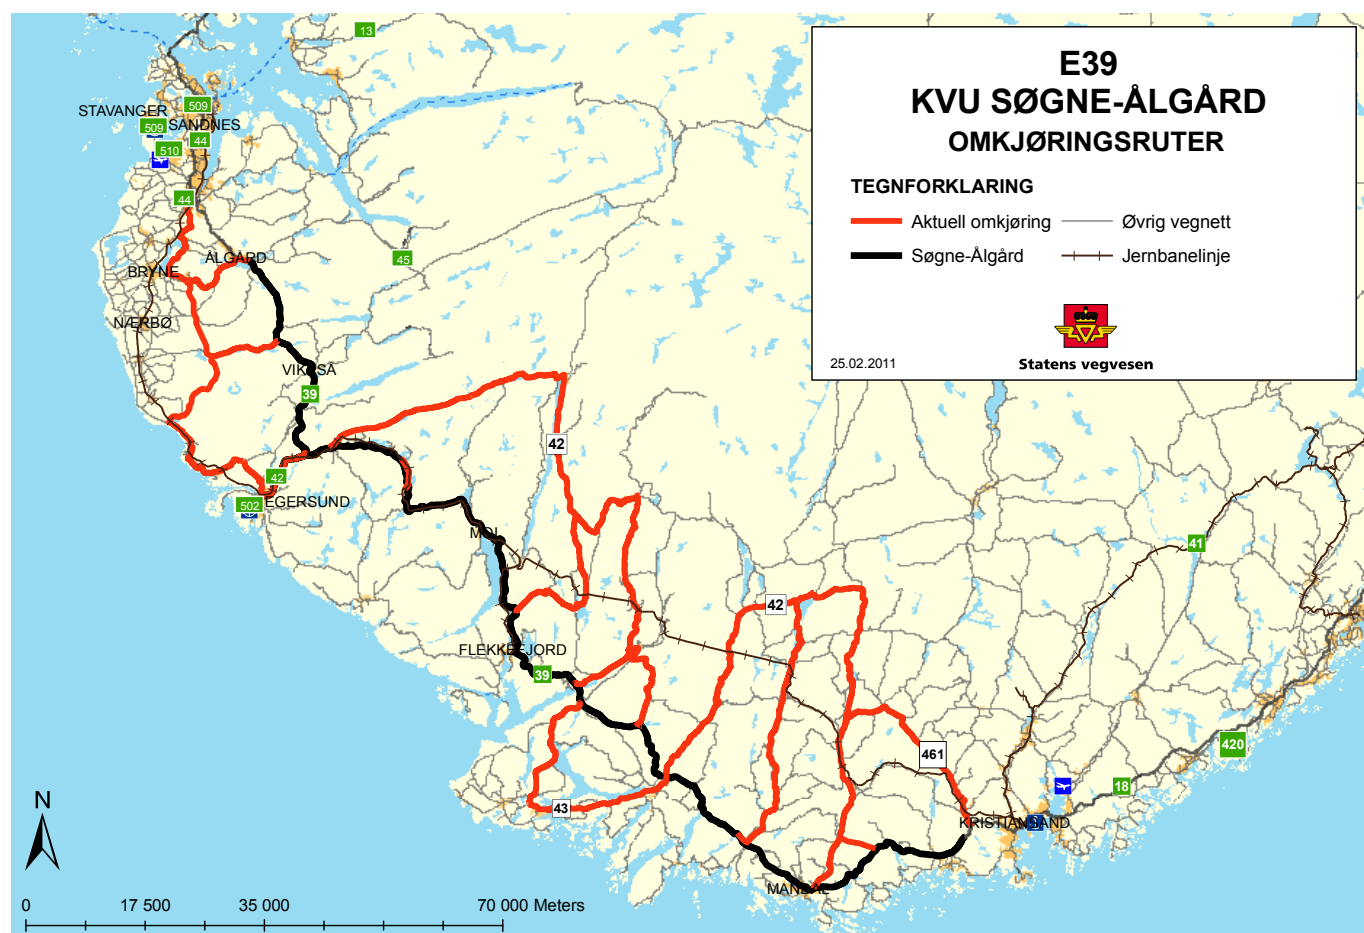 E39
KVU SØGNE-ÅLGÅRD
OMKJØRINGSRUTER
TEGNFORKLARING
Aktuell omkjøring
Øvrig vegnett
Søgne-Ålgård
Jernbanelinje
25.02.2011
Statens vegvesen
13
STAVANGER
509
509
SANDNES
44
510
44
ÅLGÅRD
45
BRYNE
NÆRBØ
VIKESÅ
39
42
42
EGERSUND
502
MOI
41
42
FLEKKEFJORD
39
420
461
18
43
KRISTIANSAND
MANDAL
N
0
17 500
35 000
70 000 Meters